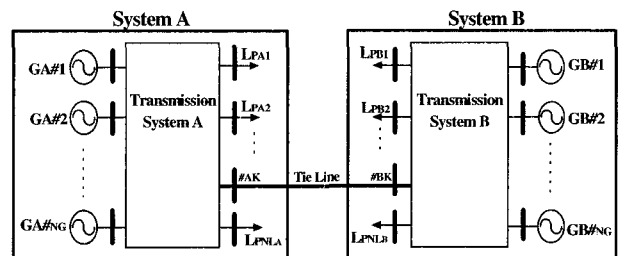 System A
System B
GA#1
LPA1
LPB1
GB#1
GA#2
Transmission
System A
LPA2
LPB2
Transmission
System B
GB#2
#AK
Tie Line
#BK
GA#NG
LPNLA
LPNLB
GB#NG